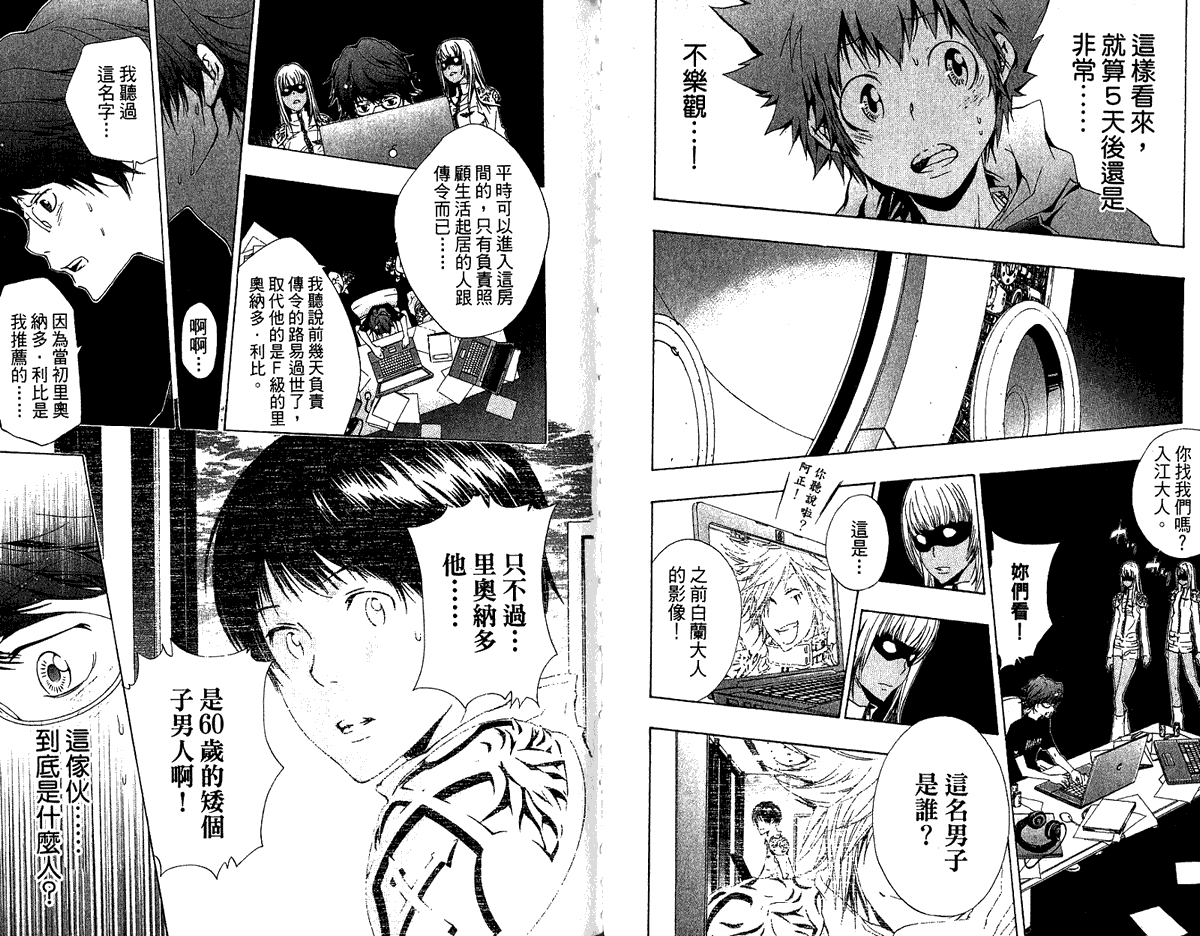 這樣看來，
就算5天後還是
非常……
不樂觀…！
你找我們嗎？
入江大人。
妳們看！
這是…
你聽說啦？
阿正！
之前白蘭大人
的影像！
這名男子
是誰？
平時可以進入這房
間的，只有負責照
顧生活起居的人跟
傳令而已……
我聽說前幾天負責
傳令的路易過世了，
取代他的是F級的里
奧納多．利比。
我聽過
這名字…
啊啊…
因為當初里奧
納多．利比是
我推薦的……
只不過…
里奧納多
他……
是60歲的矮個
子男人啊！
這傢伙……
到底是什麼人？